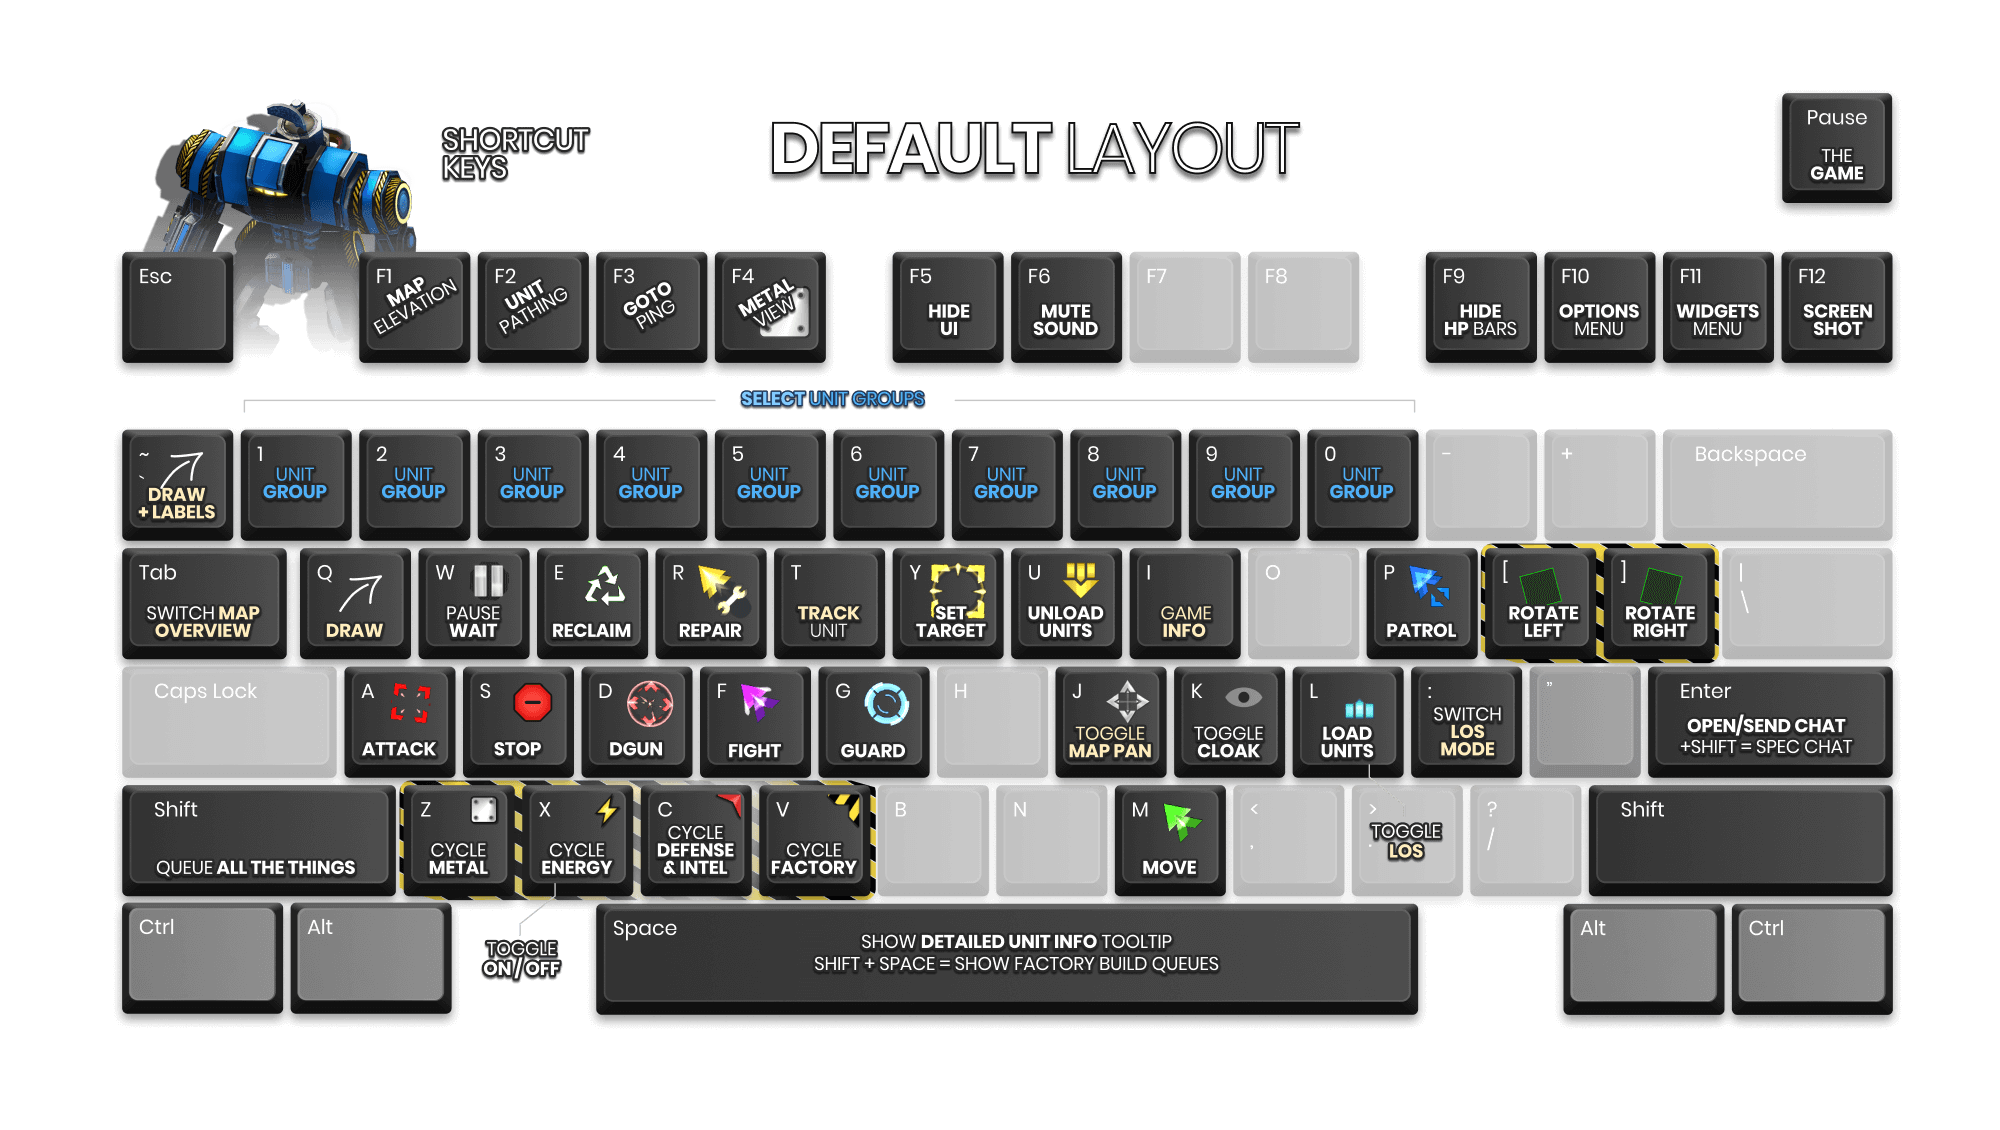 SHORTCUT
KEYS
DEFAULT LAYOUT
Pause
THE
GAME
Esc
F1
MAP
ELEVATION
F2
UNIT
PATHING
F3
GOTO
PING
F4
METAL
VIEW
F5
HIDE
UI
F6
MUTE
SOUND
F7
F8
F9
HIDE
HP BARS
F10
OPTIONS
MENU
F11
WIDGETS
MENU
F12
SCREEN
SHOT
SELECT UNIT GROUPS
~
`
DRAW
+ LABELS
1
UNIT
GROUP
2
UNIT
GROUP
3
UNIT
GROUP
4
UNIT
GROUP
5
UNIT
GROUP
6
UNIT
GROUP
7
UNIT
GROUP
8
UNIT
GROUP
9
UNIT
GROUP
0
UNIT
GROUP
-
+
Backspace
Tab
SWITCH MAP
OVERVIEW
Q
DRAW
W
PAUSE
WAIT
E
RECLAIM
R
REPAIR
T
TRACK
UNIT
Y
SET
TARGET
U
UNLOAD
UNITS
I
GAME
INFO
O
P
PATROL
[
ROTATE
LEFT
]
ROTATE
RIGHT
|
\
Caps Lock
A
ATTACK
S
STOP
D
DGUN
F
FIGHT
G
GUARD
H
J
TOGGLE
MAP PAN
K
TOGGLE
CLOAK
L
LOAD
UNITS
:
SWITCH
LOS
MODE
"
Enter
OPEN/SEND CHAT
+SHIFT = SPEC CHAT
Shift
QUEUE ALL THE THINGS
Z
CYCLE
METAL
X
CYCLE
ENERGY
C
CYCLE
DEFENSE
& INTEL
V
CYCLE
FACTORY
B
N
M
MOVE
<
,
>
.
TOGGLE
LOS
?
/
Shift
Ctrl
Alt
TOGGLE
ON/OFF
Space
SHOW DETAILED UNIT INFO TOOLTIP
SHIFT + SPACE = SHOW FACTORY BUILD QUEUES
Alt
Ctrl